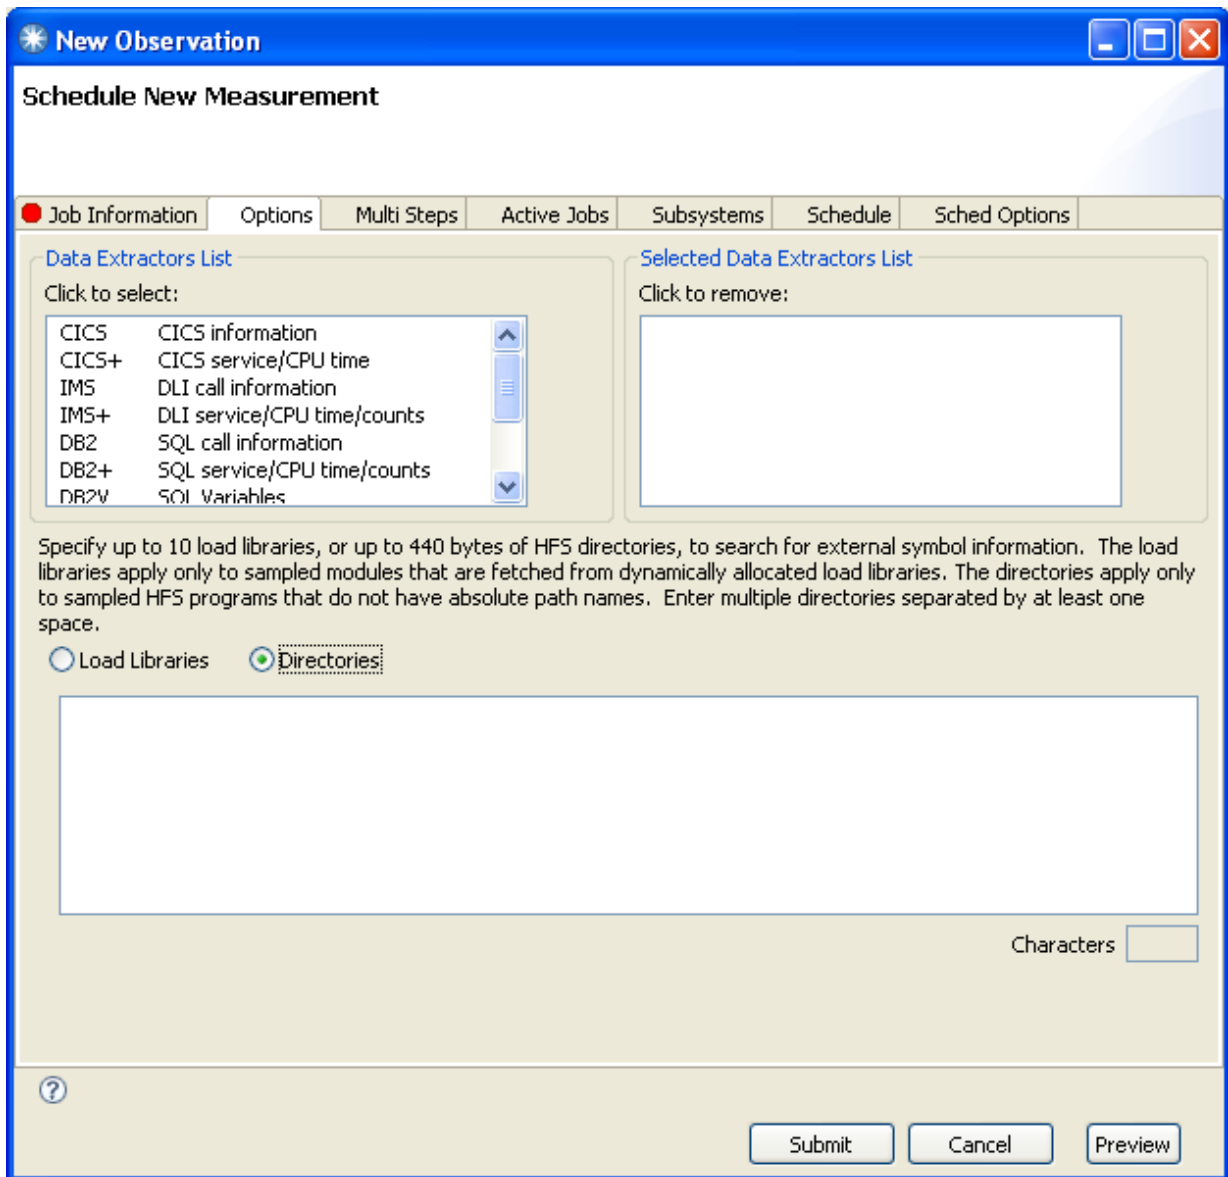 New Observation
Schedule New Measurement
Job Information
Options
Multi Steps
Active Jobs
Subsystems
Schedule
Sched Options
Data Extractors List
Click to select:
CICS CICS information
CICS+ CICS service/CPU time
IMS DLI call information
IMS+ DLI service/CPU time/counts
DB2 SQL call information
DB2+ SQL service/CPU time/counts
DB2V SQL Variables
Selected Data Extractors List
Click to remove:
Specify up to 10 load libraries, or up to 440 bytes of HFS directories, to search for external symbol information. The load
libraries apply only to sampled modules that are fetched from dynamically allocated load libraries. The directories apply only
to sampled HFS programs that do not have absolute path names. Enter multiple directories separated by at least one
space.
Load Libraries
Directories
Characters
?
Submit
Cancel
Preview